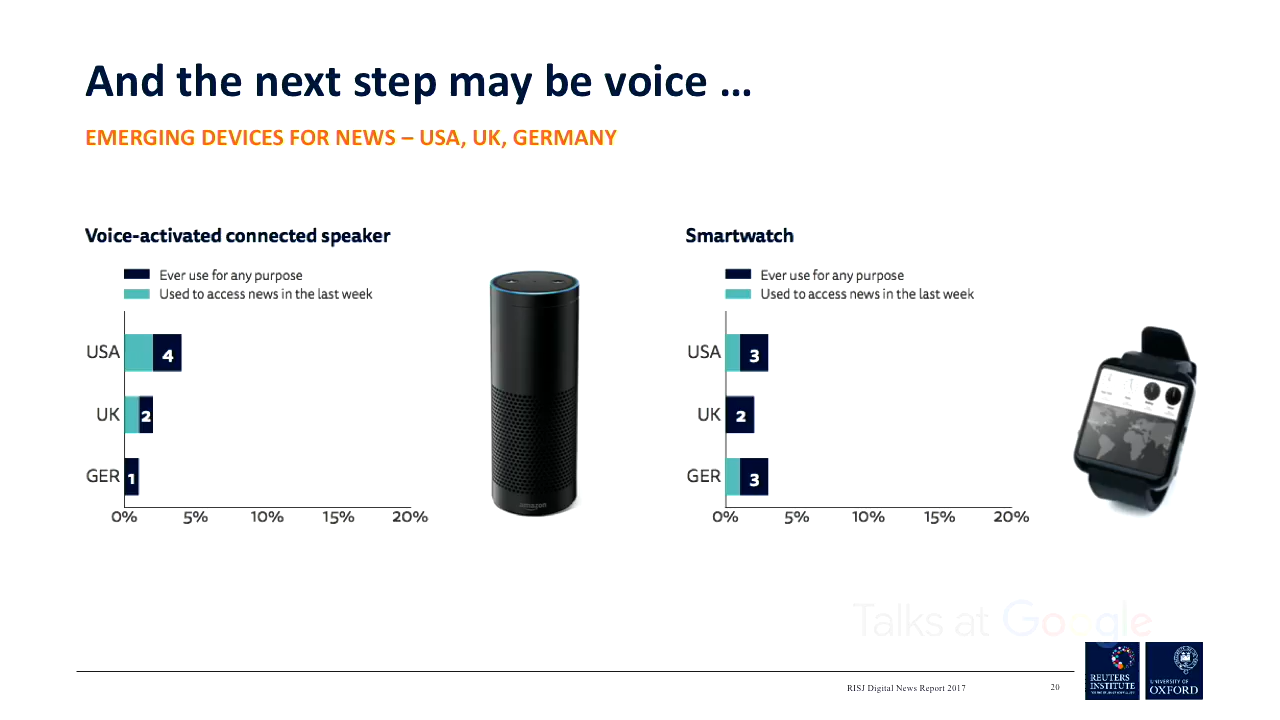 And the next step may be voice ...
EMERGING DEVICES FOR NEWS – USA, UK, GERMANY
Voice-activated connected speaker
Ever use for any purpose
Used to access news in the last week
USA
4
UK
2
GER
1
0% 5% 10% 15% 20%
amazon
Smartwatch
Ever use for any purpose
Used to access news in the last week
USA
3
UK
2
GER
3
0% 5% 10% 15% 20%
Talks at Google
RISJ Digital News Report 2017
20
REUTERS
INSTITUTE
UNIVERSITY OF
OXFORD